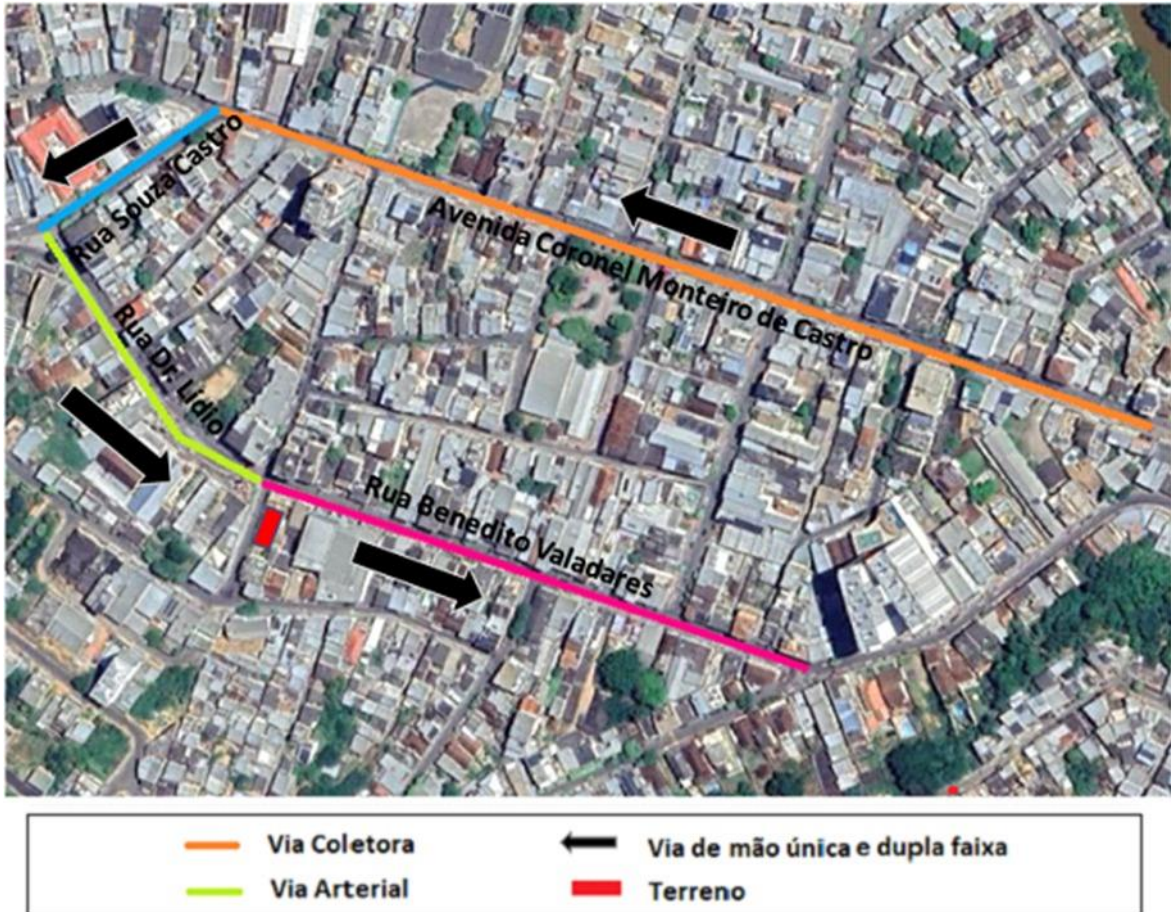 Rua Souza Castro
Avenida Coronel Monteiro de Castro
Rua Dr. Lídio
Rua Benedito Valadares
Via Coletora
Via de mão única e dupla faixa
Via Arterial
Terreno